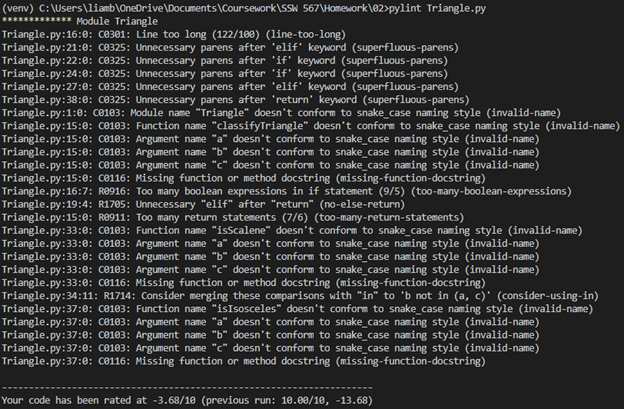 (venv) C:\Users\liamb\OneDrive\Documents\Coursework\SSW 567\Homework\02>pylint Triangle.py
************* Module Triangle
Triangle.py:16:0: C0301: Line too long (122/100) (line-too-long)
Triangle.py:21:0: C0325: Unnecessary parens after 'elif' keyword (superfluous-parens)
Triangle.py:22:0: C0325: Unnecessary parens after 'if' keyword (superfluous-parens)
Triangle.py:24:0: C0325: Unnecessary parens after 'if' keyword (superfluous-parens)
Triangle.py:27:0: C0325: Unnecessary parens after 'elif' keyword (superfluous-parens)
Triangle.py:38:0: C0325: Unnecessary parens after 'return' keyword (superfluous-parens)
Triangle.py:1:0: C0103: Module name "Triangle" doesn't conform to snake_case naming style (invalid-name)
Triangle.py:15:0: C0103: Function name "classifyTriangle" doesn't conform to snake_case naming style (invalid-name)
Triangle.py:15:0: C0103: Argument name "a" doesn't conform to snake_case naming style (invalid-name)
Triangle.py:15:0: C0103: Argument name "b" doesn't conform to snake_case naming style (invalid-name)
Triangle.py:15:0: C0103: Argument name "c" doesn't conform to snake_case naming style (invalid-name)
Triangle.py:15:0: C0116: Missing function or method docstring (missing-function-docstring)
Triangle.py:16:7: R0916: Too many boolean expressions in if statement (9/5) (too-many-boolean-expressions)
Triangle.py:19:4: R1705: Unnecessary "elif" after "return" (no-else-return)
Triangle.py:15:0: R0911: Too many return statements (7/6) (too-many-return-statements)
Triangle.py:33:0: C0103: Function name "isScalene" doesn't conform to snake_case naming style (invalid-name)
Triangle.py:33:0: C0103: Argument name "a" doesn't conform to snake_case naming style (invalid-name)
Triangle.py:33:0: C0103: Argument name "b" doesn't conform to snake_case naming style (invalid-name)
Triangle.py:33:0: C0103: Argument name "c" doesn't conform to snake_case naming style (invalid-name)
Triangle.py:33:0: C0116: Missing function or method docstring (missing-function-docstring)
Triangle.py:34:11: R1714: Consider merging these comparisons with "in" to 'b not in (a, c)' (consider-using-in)
Triangle.py:37:0: C0103: Function name "isIsosceles" doesn't conform to snake_case naming style (invalid-name)
Triangle.py:37:0: C0103: Argument name "a" doesn't conform to snake_case naming style (invalid-name)
Triangle.py:37:0: C0103: Argument name "b" doesn't conform to snake_case naming style (invalid-name)
Triangle.py:37:0: C0103: Argument name "c" doesn't conform to snake_case naming style (invalid-name)
Triangle.py:37:0: C0116: Missing function or method docstring (missing-function-docstring)
--------------------------------------------------------------------
Your code has been rated at -3.68/10 (previous run: 10.00/10, -13.68)